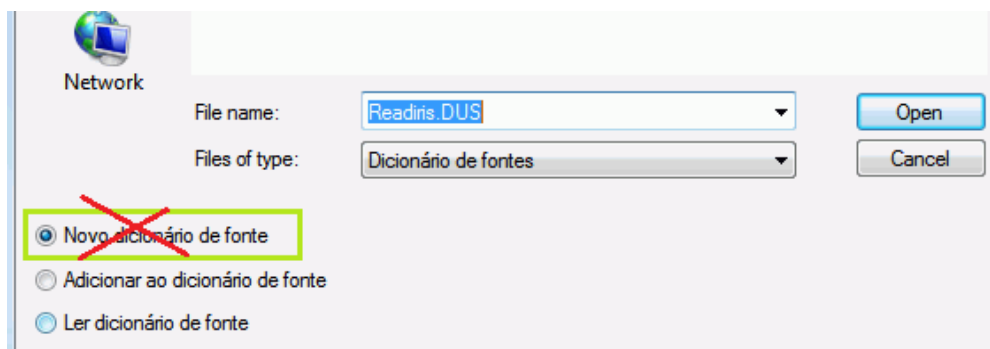 Network
File name: Readiris.DUS Open
Files of type: Dicionário de fontes Cancel
Novo dicionário de fonte
Adicionar ao dicionário de fonte
Ler dicionário de fonte